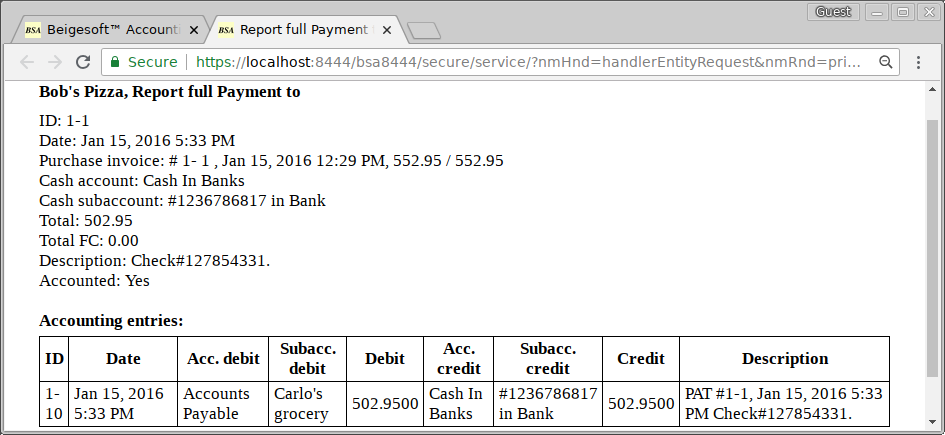 Guest
BSA Beigesoft™ Accounti
BSA Report full Payment
Secure https://localhost:8444/bsa8444/secure/service/?nmHnd=handlerEntityRequest&nmRnd=pri...
Bob's Pizza, Report full Payment to
ID: 1-1
Date: Jan 15, 2016 5:33 PM
Purchase invoice: # 1- 1 , Jan 15, 2016 12:29 PM, 552.95 / 552.95
Cash account: Cash In Banks
Cash subaccount: #1236786817 in Bank
Total: 502.95
Total FC: 0.00
Description: Check#127854331.
Accounted: Yes
Accounting entries:
ID Date Acc. debit Subacc. debit Debit Acc. credit Subacc. credit Credit Description
1-10 Jan 15, 2016 5:33 PM Accounts Payable Carlo's grocery 502.9500 Cash In Banks #1236786817 in Bank 502.9500 PAT #1-1, Jan 15, 2016 5:33 PM Check#127854331.